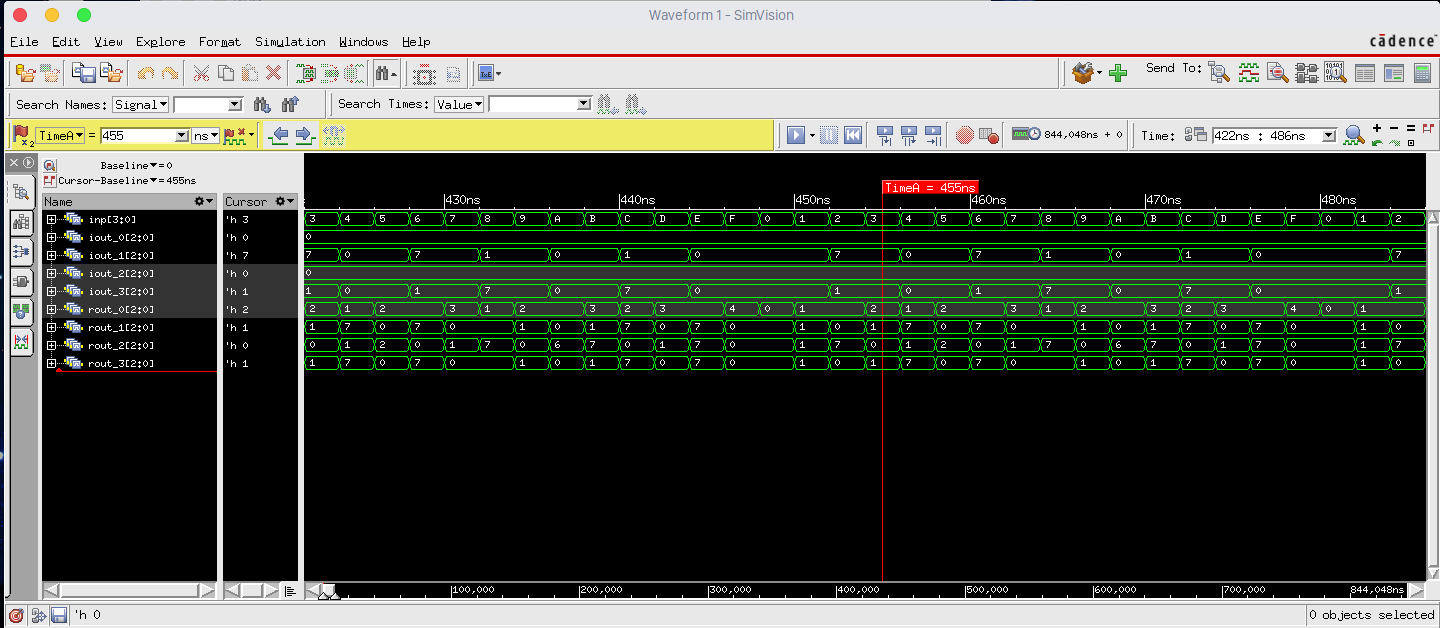 Waveform 1 - SimVision
File Edit View Explore Format Simulation Windows Help
cādence
Send To:
Search Names: Signal Search Times: Value
TimeA = 455 ns 844,048ns + 0 Time: 422ns : 486ns
Baseline=0
Cursor-Baseline=455ns
TimeA = 455ns
Name Cursor 430ns 440ns 450ns 460ns 470ns 480ns
inp[3:0] 'h 3 3 4 5 6 7 8 9 A B C D E F 0 1 2 3 4 5 6 7 8 9 A B C D E F 0 1 2
iout_0[2:0] 'h 0 0
iout_1[2:0] 'h 7 7 0 7 1 0 1 0 7 0 7 1 0 1 0 7
iout_2[2:0] 'h 0 0
iout_3[2:0] 'h 1 1 0 1 7 0 7 0 1 0 1 7 0 7 0 1
rout_0[2:0] 'h 2 2 1 2 3 1 2 3 2 3 4 0 1 2 1 2 3 1 2 3 2 3 4 0 1
rout_1[2:0] 'h 1 1 7 0 7 0 1 0 1 7 0 7 0 1 0 1 7 0 7 0 1 0 1 7 0 7 0 1 0
rout_2[2:0] 'h 0 0 1 2 0 1 7 0 6 7 0 1 7 0 1 7 0 1 2 0 1 7 0 6 7 0 1 7 0 1 7
rout_3[2:0] 'h 1 1 7 0 7 0 1 0 1 7 0 7 0 1 0 1 7 0 7 0 1 0 1 7 0 7 0 1 0
100,000 200,000 300,000 400,000 500,000 600,000 700,000 844,048ns
'h 0 0 objects selected